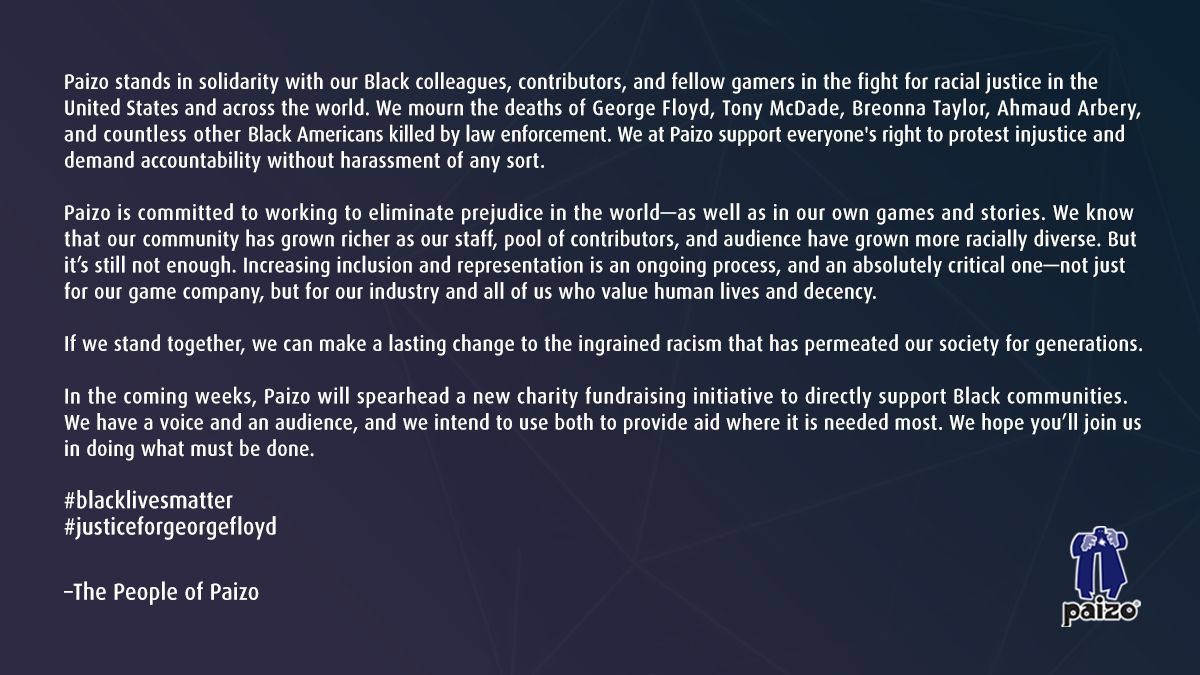 Paizo stands in solidarity with our Black colleagues, contributors, and fellow gamers in the fight for racial justice in the
United States and across the world. We mourn the deaths of George Floyd, Tony McDade, Breonna Taylor, Ahmaud Arbery,
and countless other Black Americans killed by law enforcement. We at Paizo support everyone's right to protest injustice and
demand accountability without harassment of any sort.
Paizo is committed to working to eliminate prejudice in the world—as well as in our own games and stories. We know
that our community has grown richer as our staff, pool of contributors, and audience have grown more racially diverse. But
it’s still not enough. Increasing inclusion and representation is an ongoing process, and an absolutely critical one—not just
for our game company, but for our industry and all of us who value human lives and decency.
If we stand together, we can make a lasting change to the ingrained racism that has permeated our society for generations.
In the coming weeks, Paizo will spearhead a new charity fundraising initiative to directly support Black communities.
We have a voice and an audience, and we intend to use both to provide aid where it is needed most. We hope you’ll join us
in doing what must be done.
#blacklivesmatter
#justiceforgeorgefloyd
–The People of Paizo
paizo®